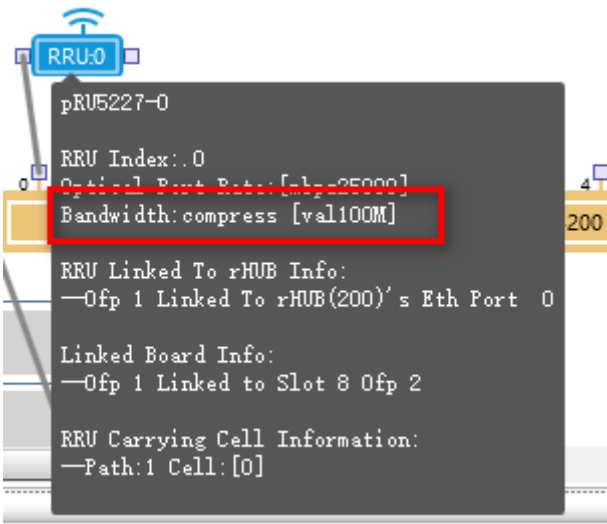 RRU:0
pRU5227-0
RRU Index:.0
0
Optical Port Rate:[mbps25000]
4
Bandwidth:compress [val100M]
200
RRU Linked To rHUB Info:
—Ofp 1 Linked To rHUB(200)'s Eth Port  0
Linked Board Info:
—Ofp 1 Linked to Slot 8 Ofp 2
RRU Carrying Cell Information:
—Path:1 Cell:[0]